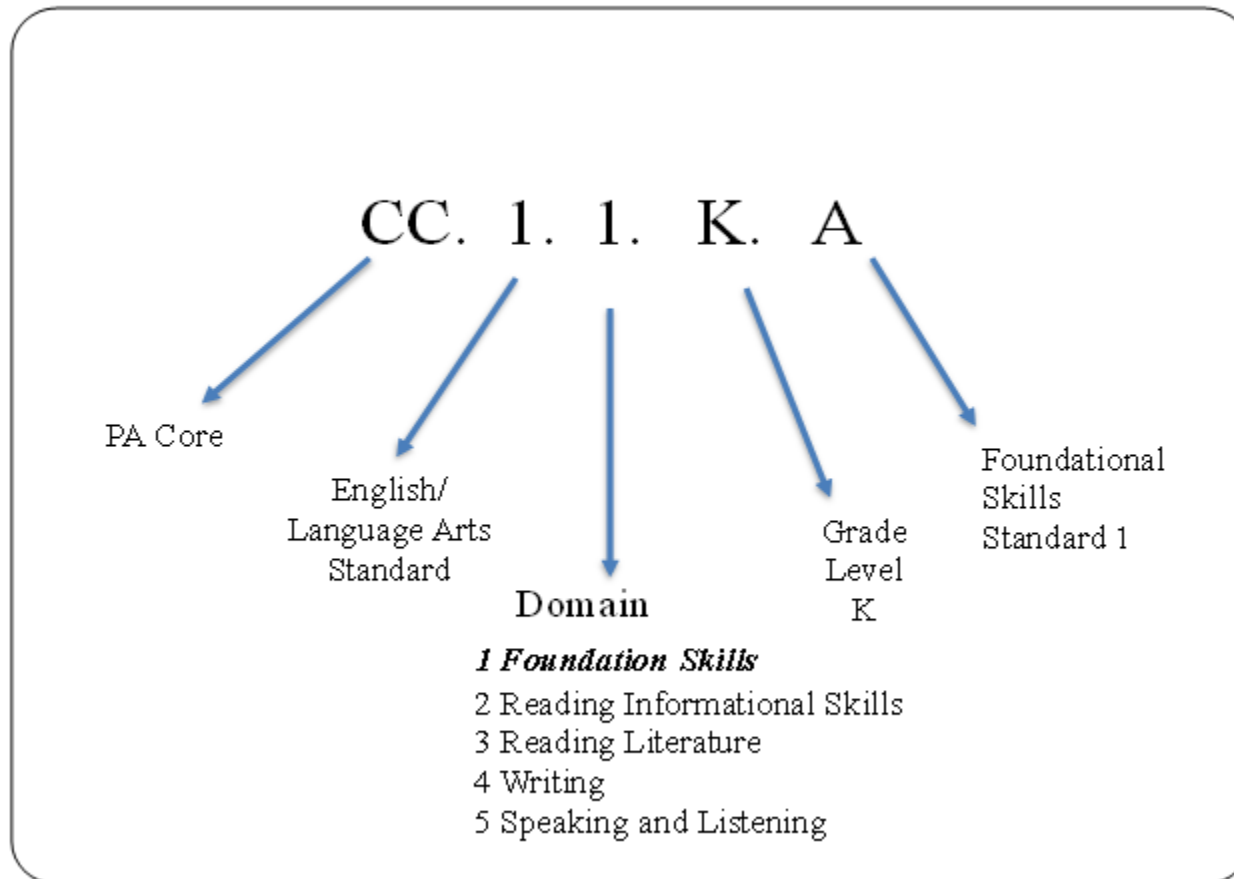 CC. 1. 1. K. A
PA Core
English/
Language Arts
Standard
Domain
1 Foundation Skills
2 Reading Informational Skills
3 Reading Literature
4 Writing
5 Speaking and Listening
Grade
Level
K
Foundational
Skills
Standard 1